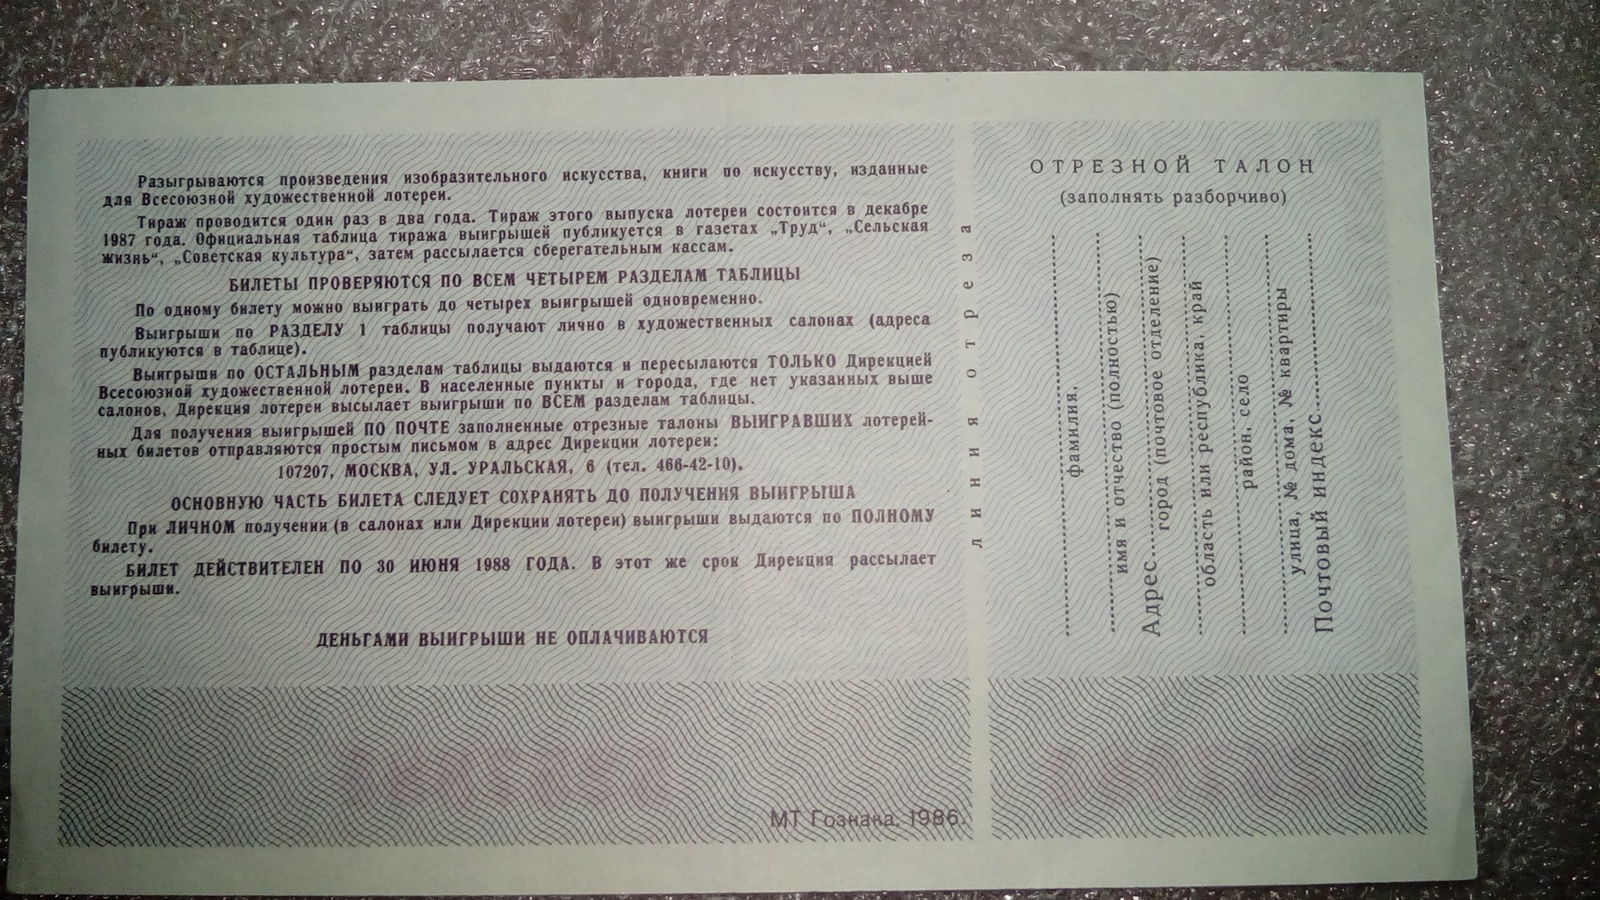 Разыгрываются произведения изобразительного искусства, книги по искусству, изданные
для Всесоюзной художественной лотереи.
Тираж проводится один раз в два года. Тираж этого выпуска лотереи состоится в декабре
1987 года. Официальная таблица тиража выигрышей публикуется в газетах „Труд“, „Сельская
жизнь“, „Советская культура“, затем рассылается сберегательным кассам.
БИЛЕТЫ ПРОВЕРЯЮТСЯ ПО ВСЕМ ЧЕТЫРЕМ РАЗДЕЛАМ ТАБЛИЦЫ
По одному билету можно выиграть до четырех выигрышей одновременно.
Выигрыши по РАЗДЕЛУ 1 таблицы получают лично в художественных салонах (адреса
публикуются в таблице).
Выигрыши по ОСТАЛЬНЫМ разделам таблицы выдаются и пересылаются ТОЛЬКО Дирекцией
Всесоюзной художественной лотереи. В населенные пункты и города, где нет указанных выше
салонов, Дирекция лотереи высылает выигрыши по ВСЕМ разделам таблицы.
Для получения выигрышей ПО ПОЧТЕ заполненные отрезные талоны ВЫИГРАВШИХ лотерей-
ных билетов отправляются простым письмом в адрес Дирекции лотереи:
107207, МОСКВА, УЛ. УРАЛЬСКАЯ, 6 (тел. 466-42-10).
ОСНОВНУЮ ЧАСТЬ БИЛЕТА СЛЕДУЕТ СОХРАНЯТЬ ДО ПОЛУЧЕНИЯ ВЫИГРЫША
При ЛИЧНОМ получении (в салонах или Дирекции лотереи) выигрыши выдаются по ПОЛНОМУ
билету.
БИЛЕТ ДЕЙСТВИТЕЛЕН ПО 30 ИЮНЯ 1988 ГОДА. В этот же срок Дирекция рассылает
выигрыши.
ДЕНЬГАМИ ВЫИГРЫШИ НЕ ОПЛАЧИВАЮТСЯ
МТ Гознака, 1986.
линия отреза
ОТРЕЗНОЙ ТАЛОН
(заполнять разборчиво)
фамилия,
имя и отчество (полностью)
Адрес
город (почтовое отделение)
область или республика, край
район, село
улица, № дома, № квартиры
Почтовый индекс